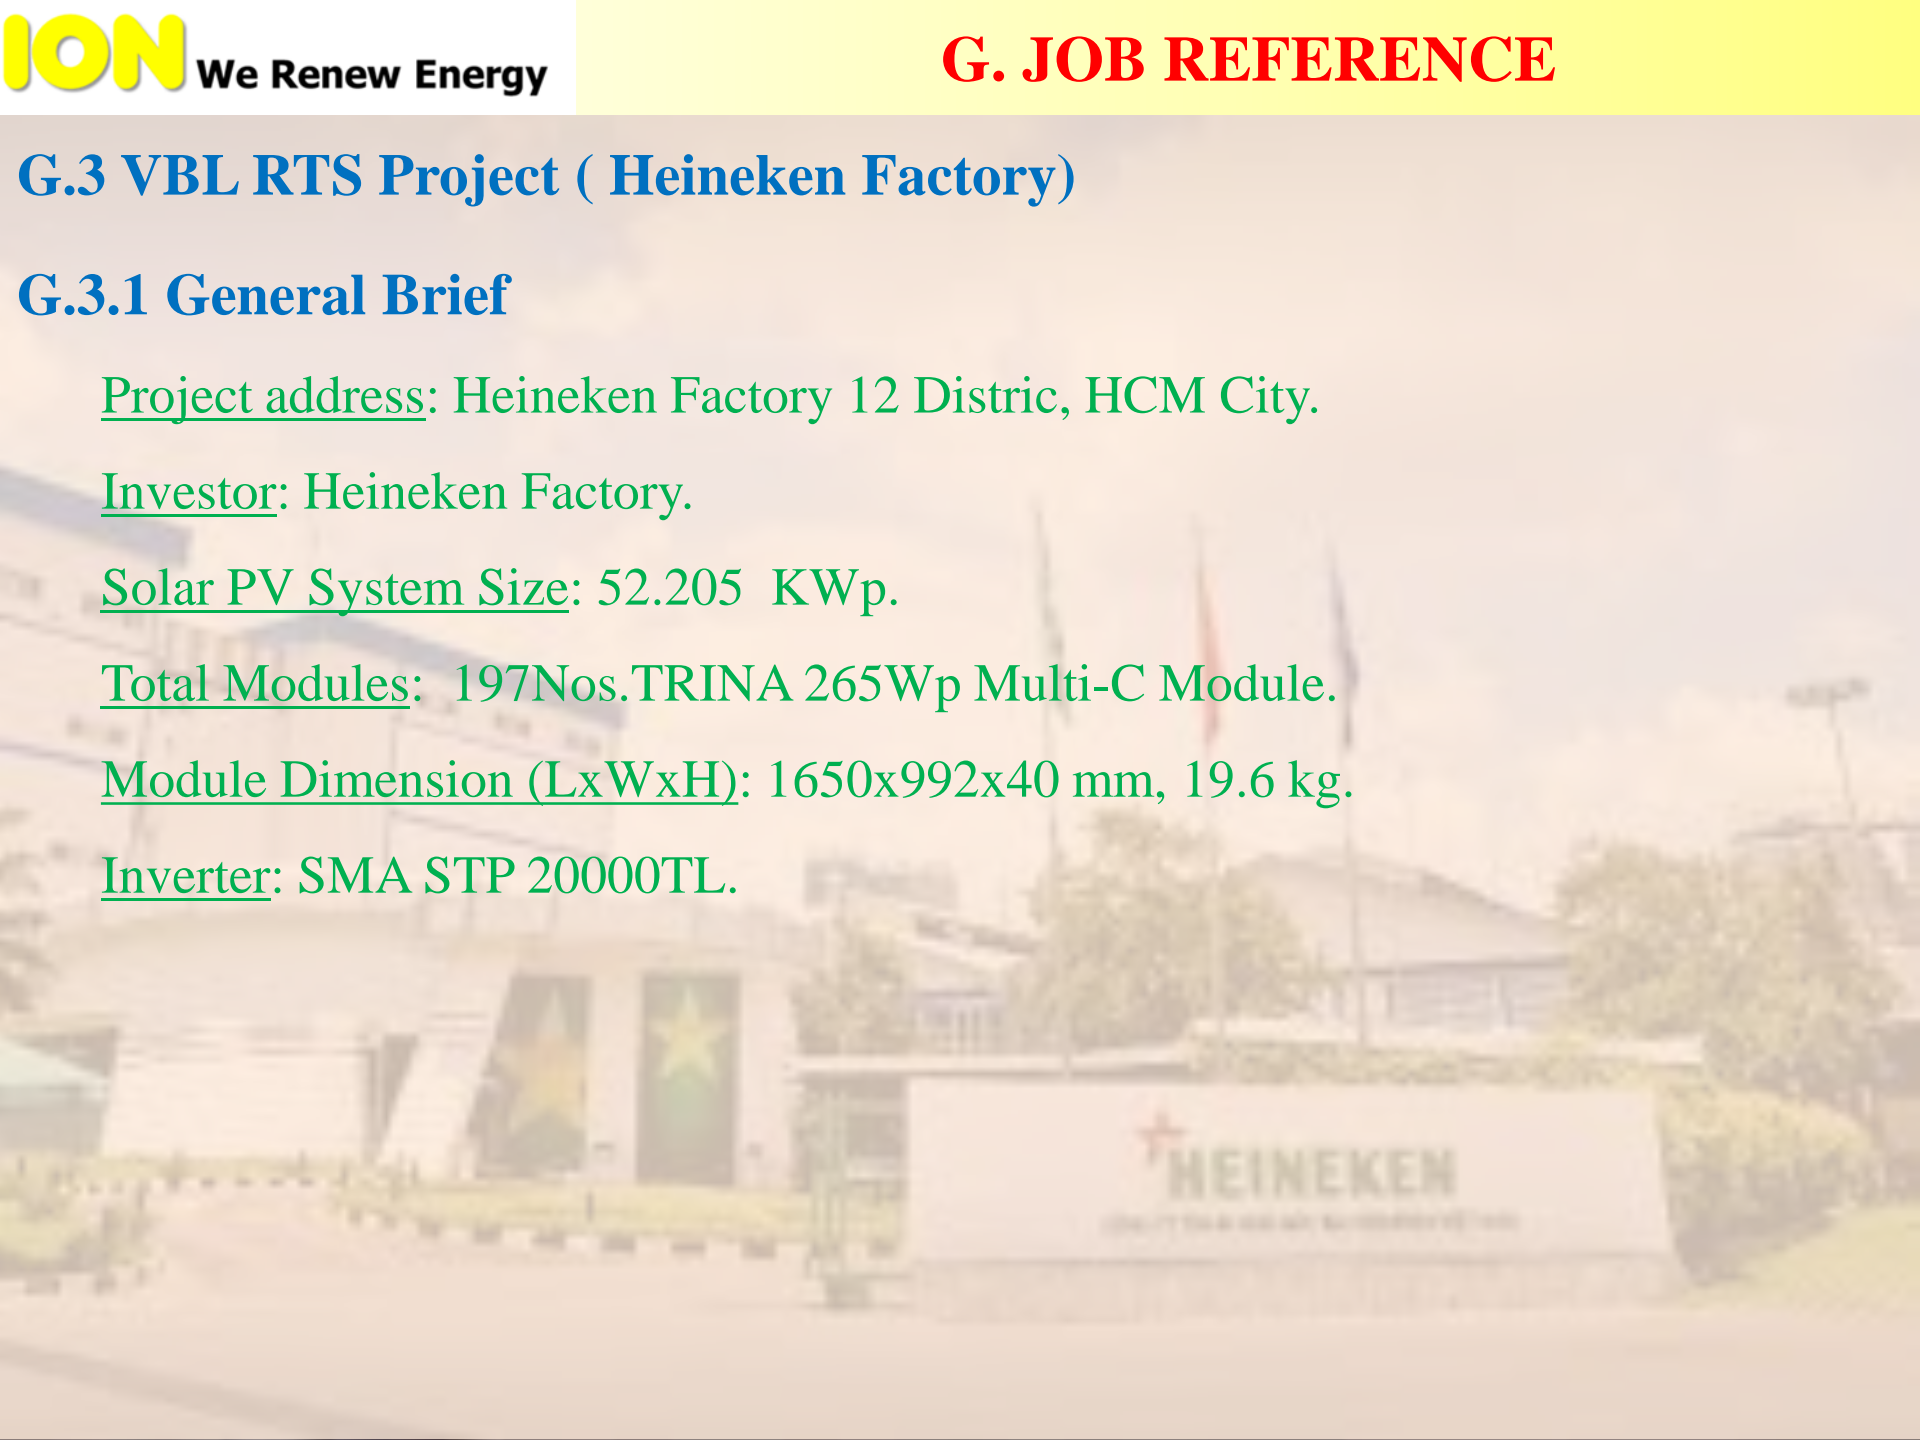 ION We Renew Energy
G. JOB REFERENCE
G.3 VBL RTS Project ( Heineken Factory)
G.3.1 General Brief
Project address: Heineken Factory 12 Distric, HCM City.
Investor: Heineken Factory.
Solar PV System Size: 52.205  KWp.
Total Modules:  197Nos.TRINA 265Wp Multi-C Module.
Module Dimension (LxWxH): 1650x992x40 mm, 19.6 kg.
Inverter: SMA STP 20000TL.
HEINEKEN